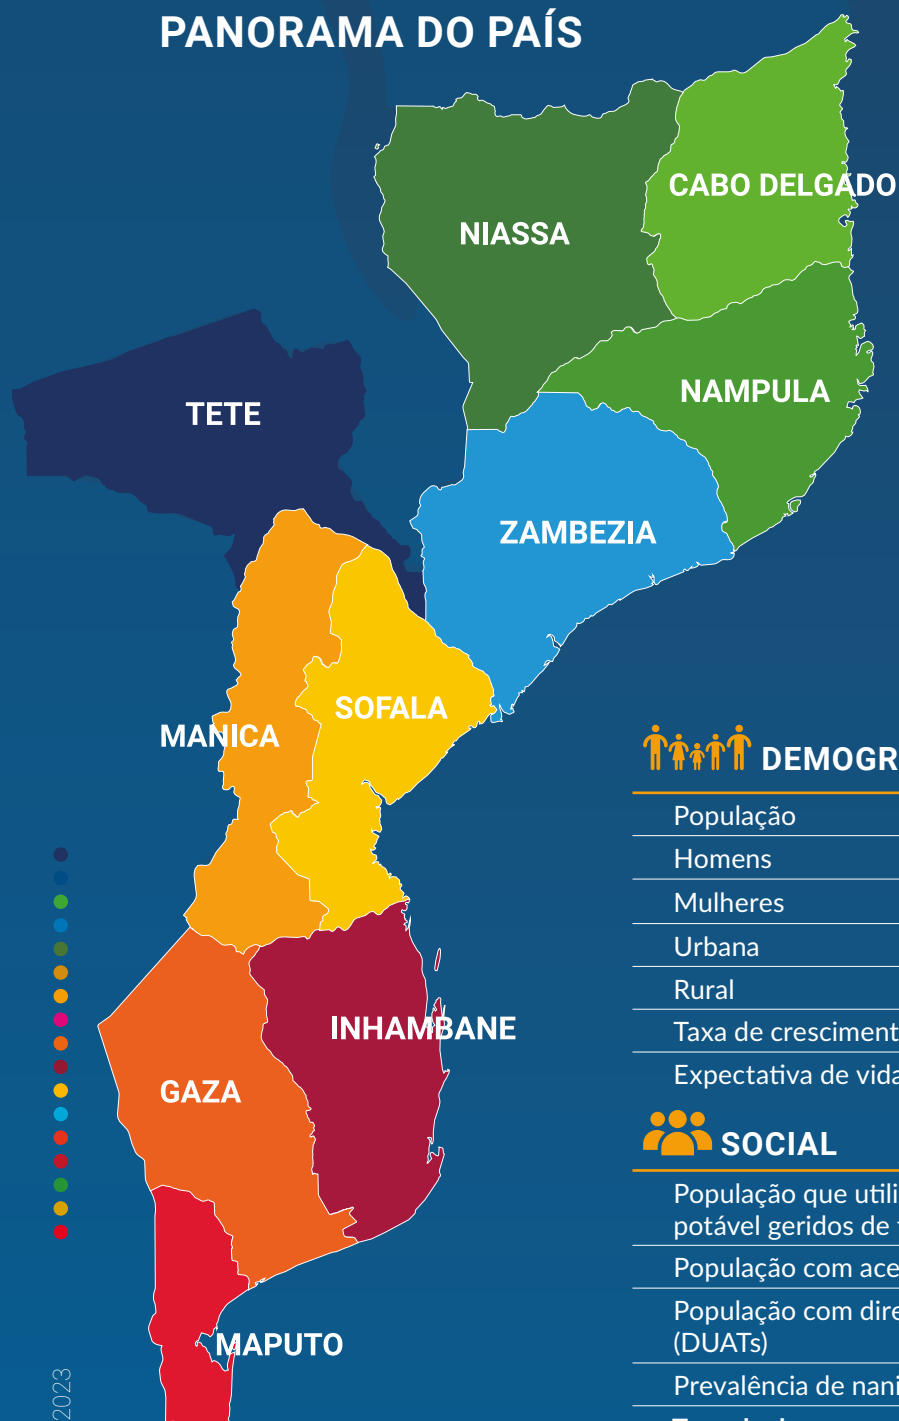 PANORAMA DO PAÍS
CABO DELGADO
NIASSA
NAMPULA
TETE
ZAMBEZIA
SOFALA
MANICA
INHAMBANE
GAZA
MAPUTO
2023
DEMOGR
População
Homens
Mulheres
Urbana
Rural
Taxa de cresciment
Expectativa de vida
SOCIAL
População que utili
potável geridos de
População com ace
População com dire
(DUATs)
Prevalência de nani